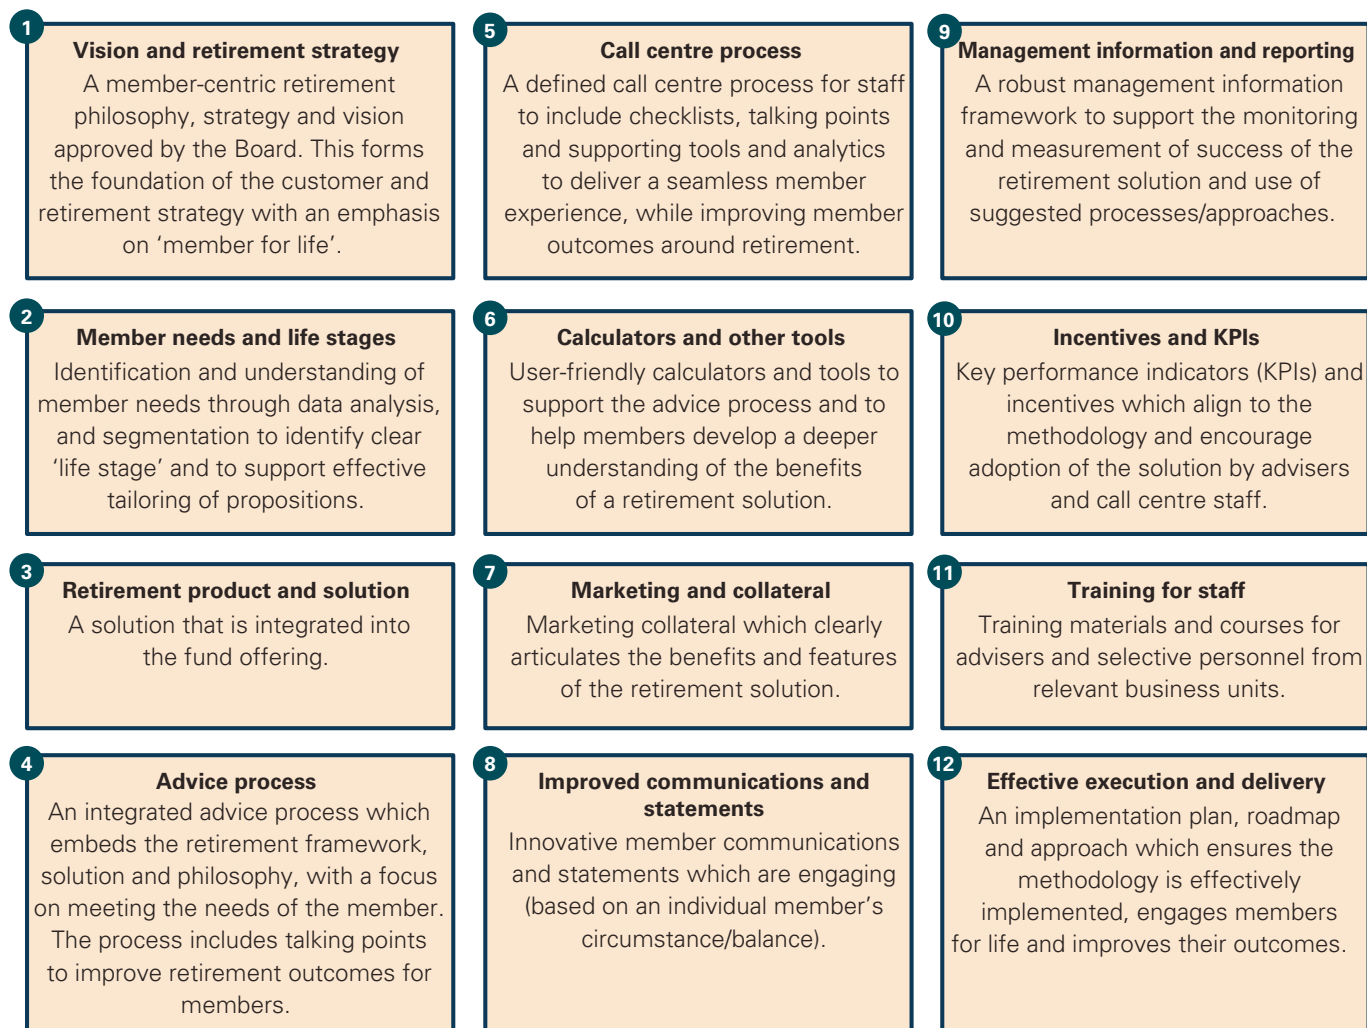 1
Vision and retirement strategy
A member-centric retirement
philosophy, strategy and vision
approved by the Board. This forms
the foundation of the customer and
retirement strategy with an emphasis
on ‘member for life’.
2
Member needs and life stages
Identification and understanding of
member needs through data analysis,
and segmentation to identify clear
‘life stage’ and to support effective
tailoring of propositions.
3
Retirement product and solution
A solution that is integrated into
the fund offering.
4
Advice process
An integrated advice process which
embeds the retirement framework,
solution and philosophy, with a focus
on meeting the needs of the member.
The process includes talking points
to improve retirement outcomes for
members.
5
Call centre process
A defined call centre process for staff
to include checklists, talking points
and supporting tools and analytics
to deliver a seamless member
experience, while improving member
outcomes around retirement.
6
Calculators and other tools
User-friendly calculators and tools to
support the advice process and to
help members develop a deeper
understanding of the benefits
of a retirement solution.
7
Marketing and collateral
Marketing collateral which clearly
articulates the benefits and features
of the retirement solution.
8
Improved communications and
statements
Innovative member communications
and statements which are engaging
(based on an individual member’s
circumstance/balance).
9
Management information and reporting
A robust management information
framework to support the monitoring
and measurement of success of the
retirement solution and use of
suggested processes/approaches.
10
Incentives and KPIs
Key performance indicators (KPIs) and
incentives which align to the
methodology and encourage
adoption of the solution by advisers
and call centre staff.
11
Training for staff
Training materials and courses for
advisers and selective personnel from
relevant business units.
12
Effective execution and delivery
An implementation plan, roadmap
and approach which ensures the
methodology is effectively
implemented, engages members
for life and improves their outcomes.